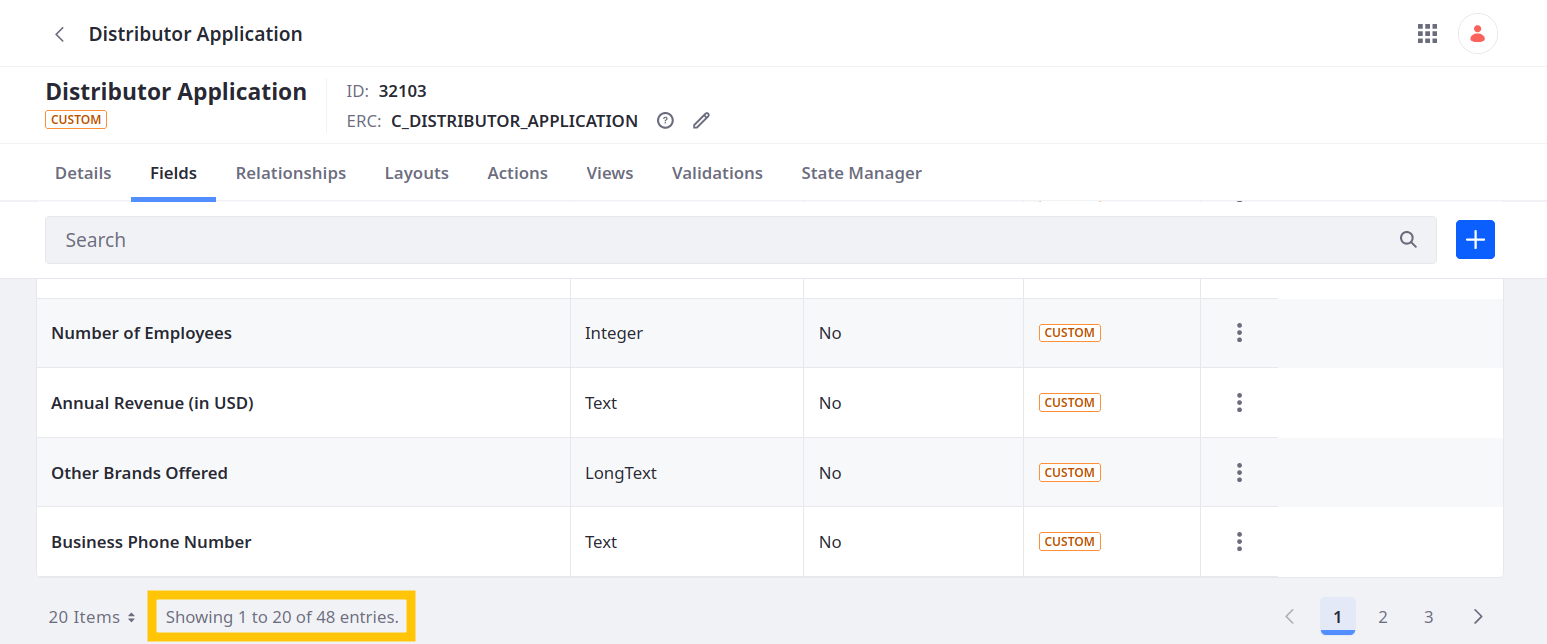 Distributor Application
Distributor Application
CUSTOM
ID: 32103
ERC: C_DISTRIBUTOR_APPLICATION
Details Fields Relationships Layouts Actions Views Validations State Manager
Search
Number of Employees Integer No CUSTOM
Annual Revenue (in USD) Text No CUSTOM
Other Brands Offered LongText No CUSTOM
Business Phone Number Text No CUSTOM
20 Items Showing 1 to 20 of 48 entries. 1 2 3